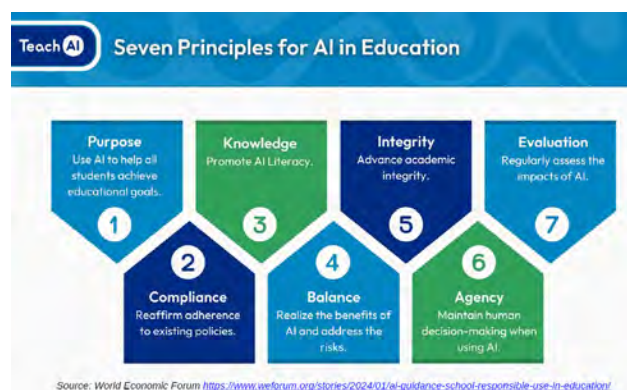 Teach AI
Seven Principles for AI in Education
Purpose
Use AI to help all
students achieve
educational goals.
1
2
Compliance
Reaffirm adherence
to existing policies.
Knowledge
Promote AI Literacy.
3
4
Balance
Realize the benefits of
AI and address the
risks.
Integrity
Advance academic
integrity.
5
6
Agency
Maintain human
decision-making when
using AI.
Evaluation
Regularly assess the
impacts of AI.
7
Source: World Economic Forum https://www.weforum.org/stories/2024/01/ai-guidance-school-responsible-use-in-education/